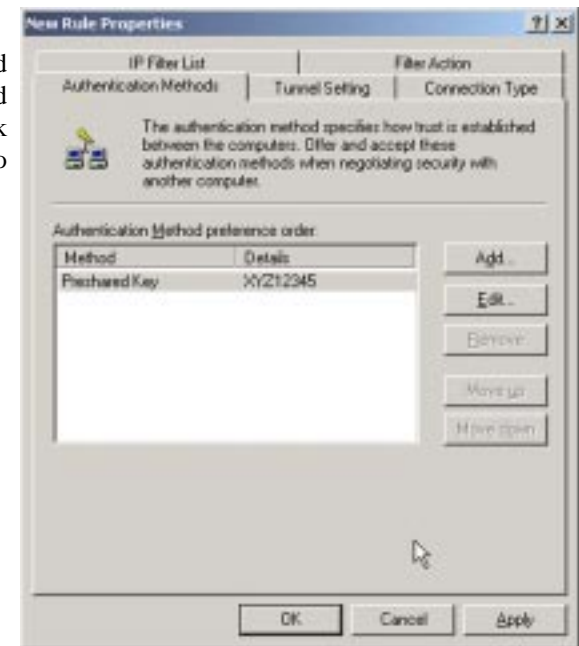 New Rule Properties
IP Filter List
Filter Action
Authentication Methods
Tunnel Setting
Connection Type
The authentication method specifies how trust is established
between the computers. Offer and accept these
authentication methods when negotiating security with
another computer.
Authentication Method preference order:
Method Details
Preshared Key XYZ12345
Add...
Edit...
Remove
Move up
Move down
OK Cancel Apply
d
d
k
o